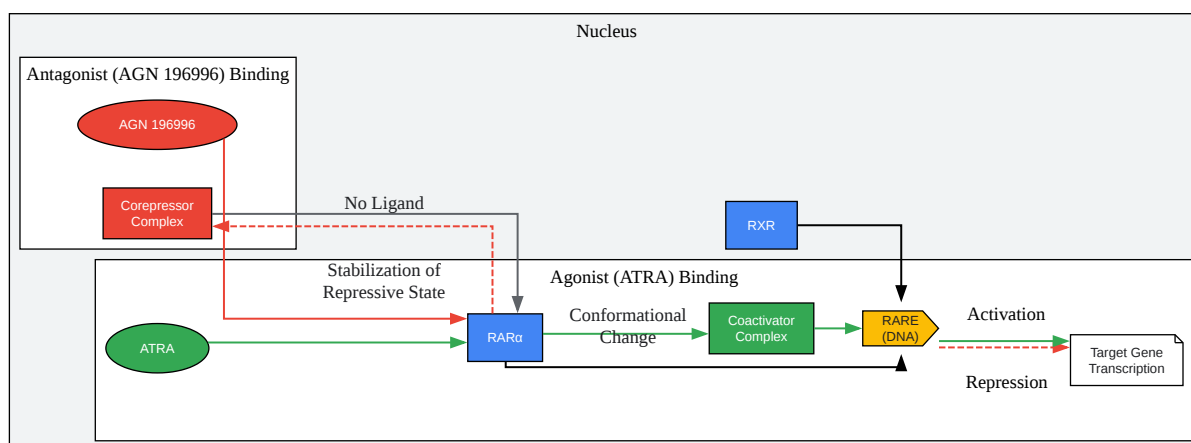 Nucleus
Antagonist (AGN 196996) Binding
AGN 196996
Corepressor
Complex
No Ligand
RXR
Stabilization of
Repressive State
Agonist (ATRA) Binding
ATRA
RARα
Conformational
Change
Coactivator
Complex
RARE
(DNA)
Activation
Repression
Target Gene
Transcription